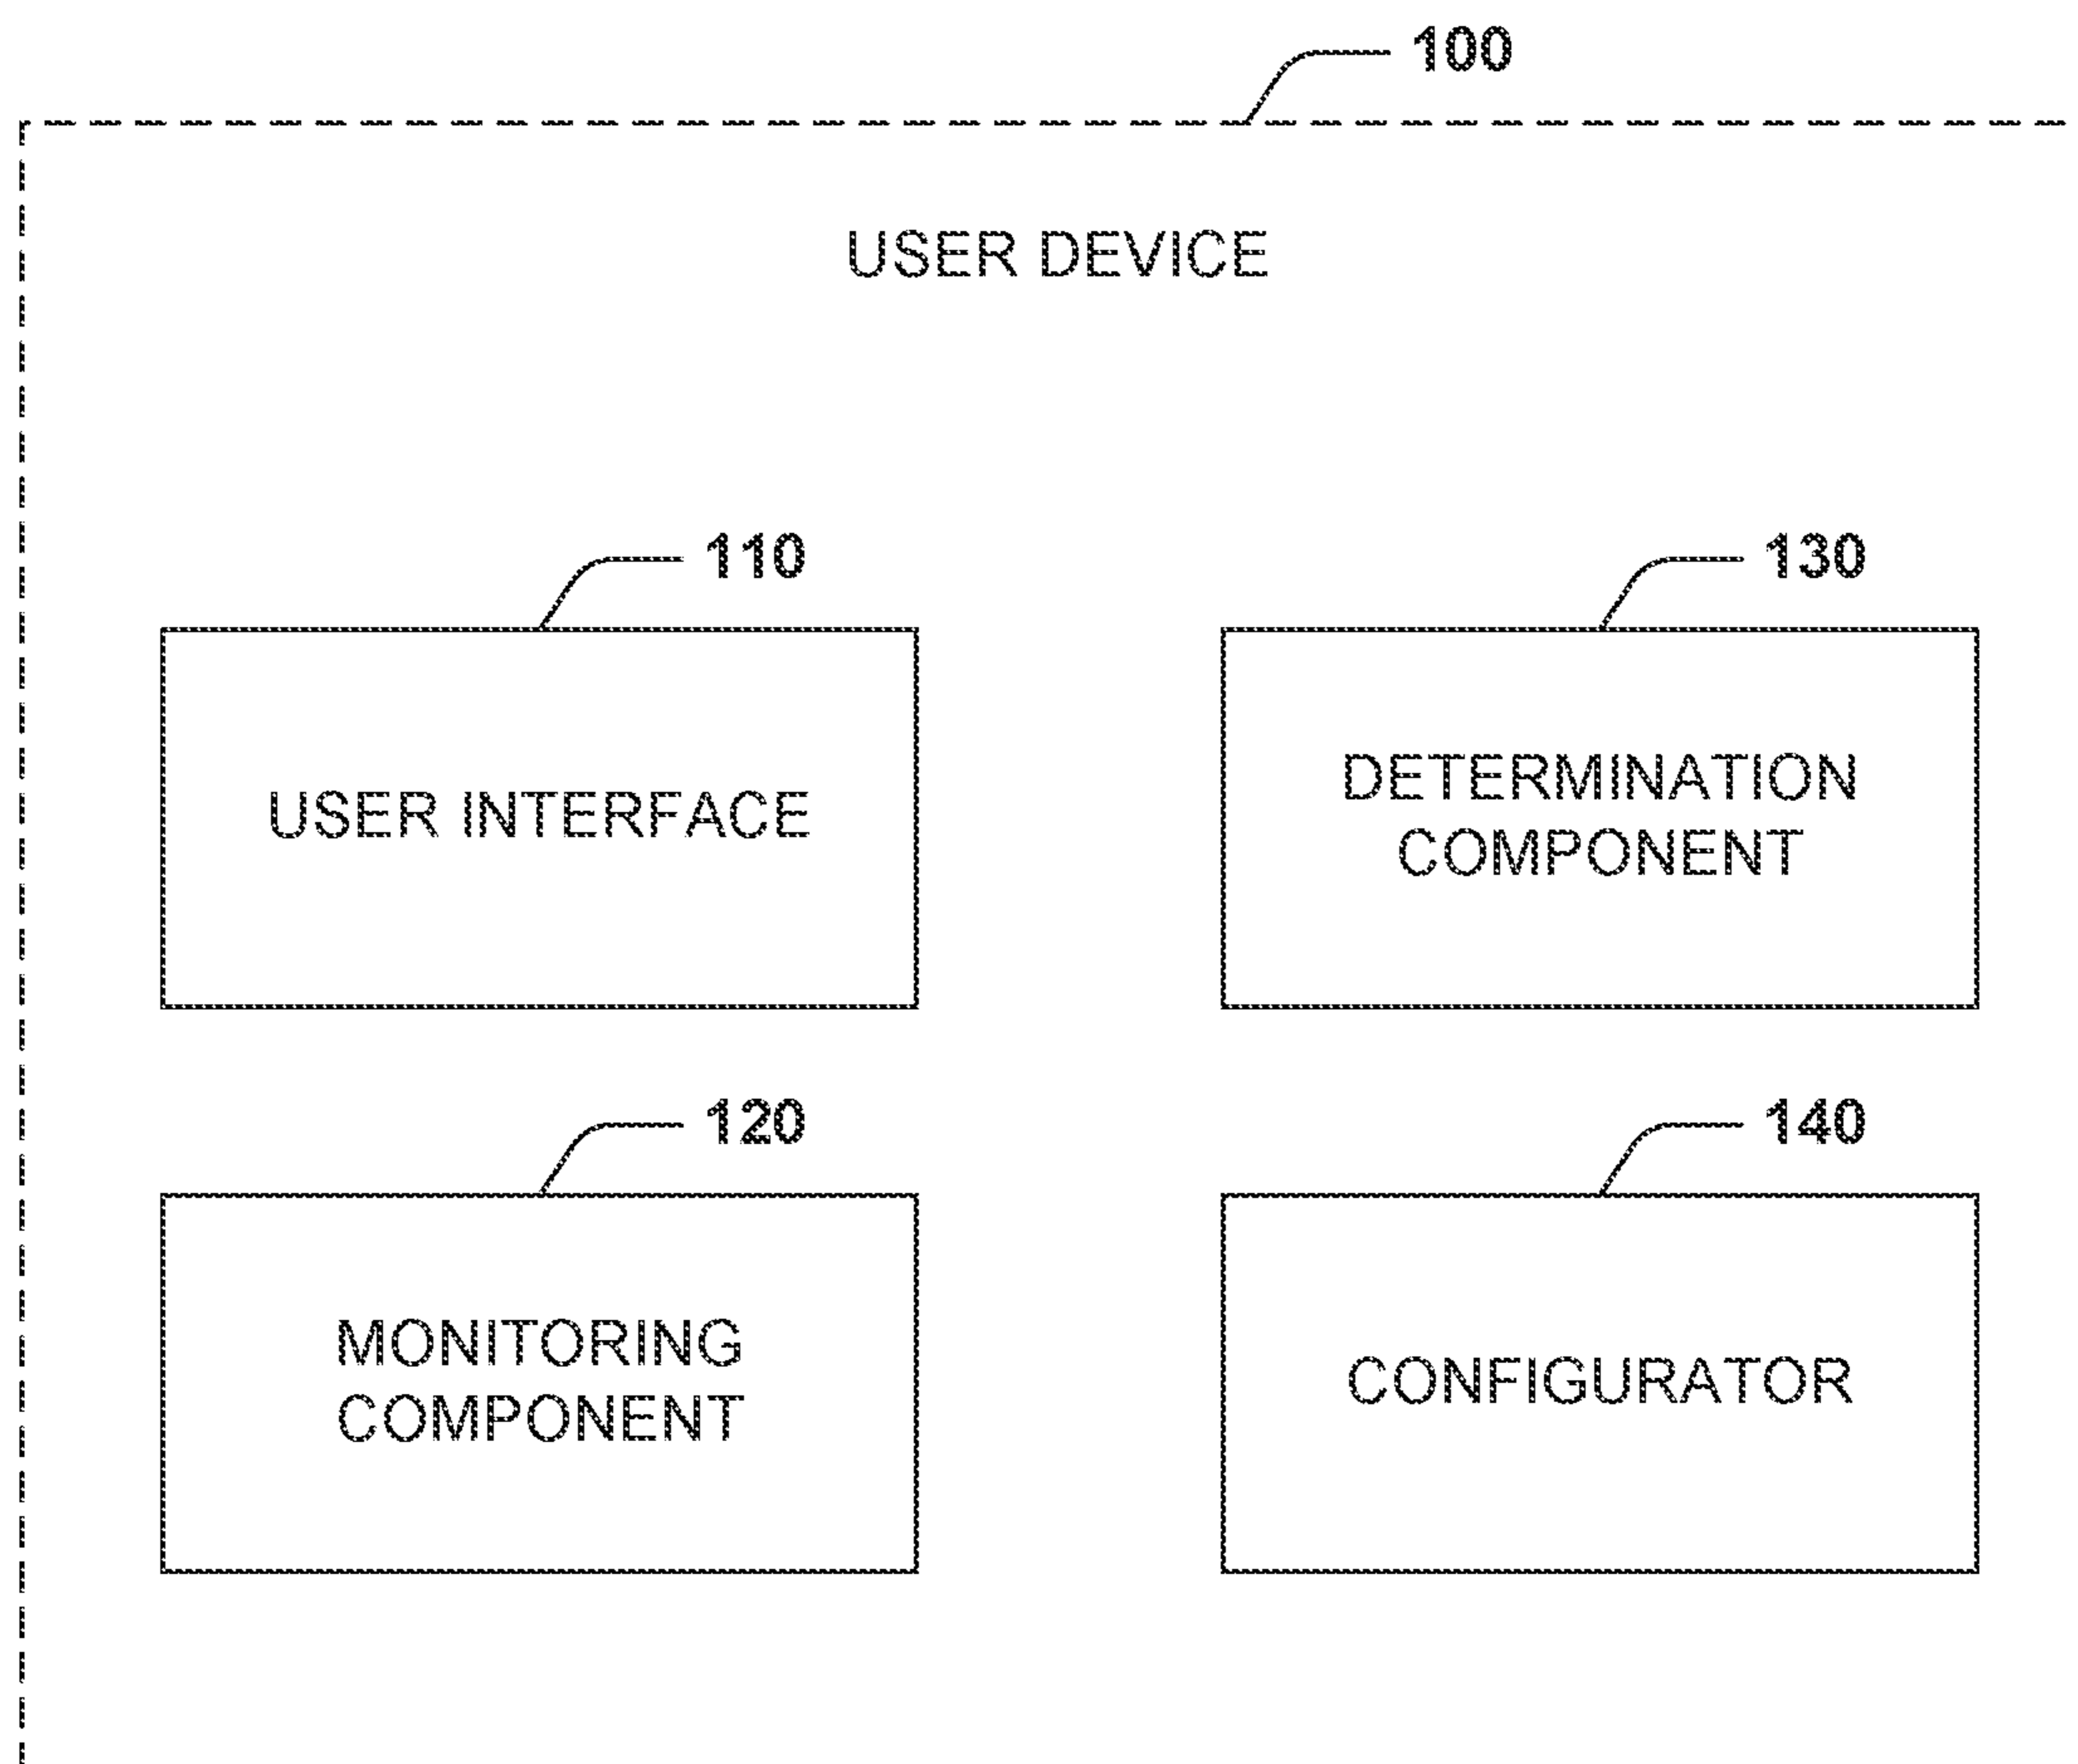 100
USER DEVICE
110
USER INTERFACE
130
DETERMINATION
COMPONENT
120
MONITORING
COMPONENT
140
CONFIGURATOR